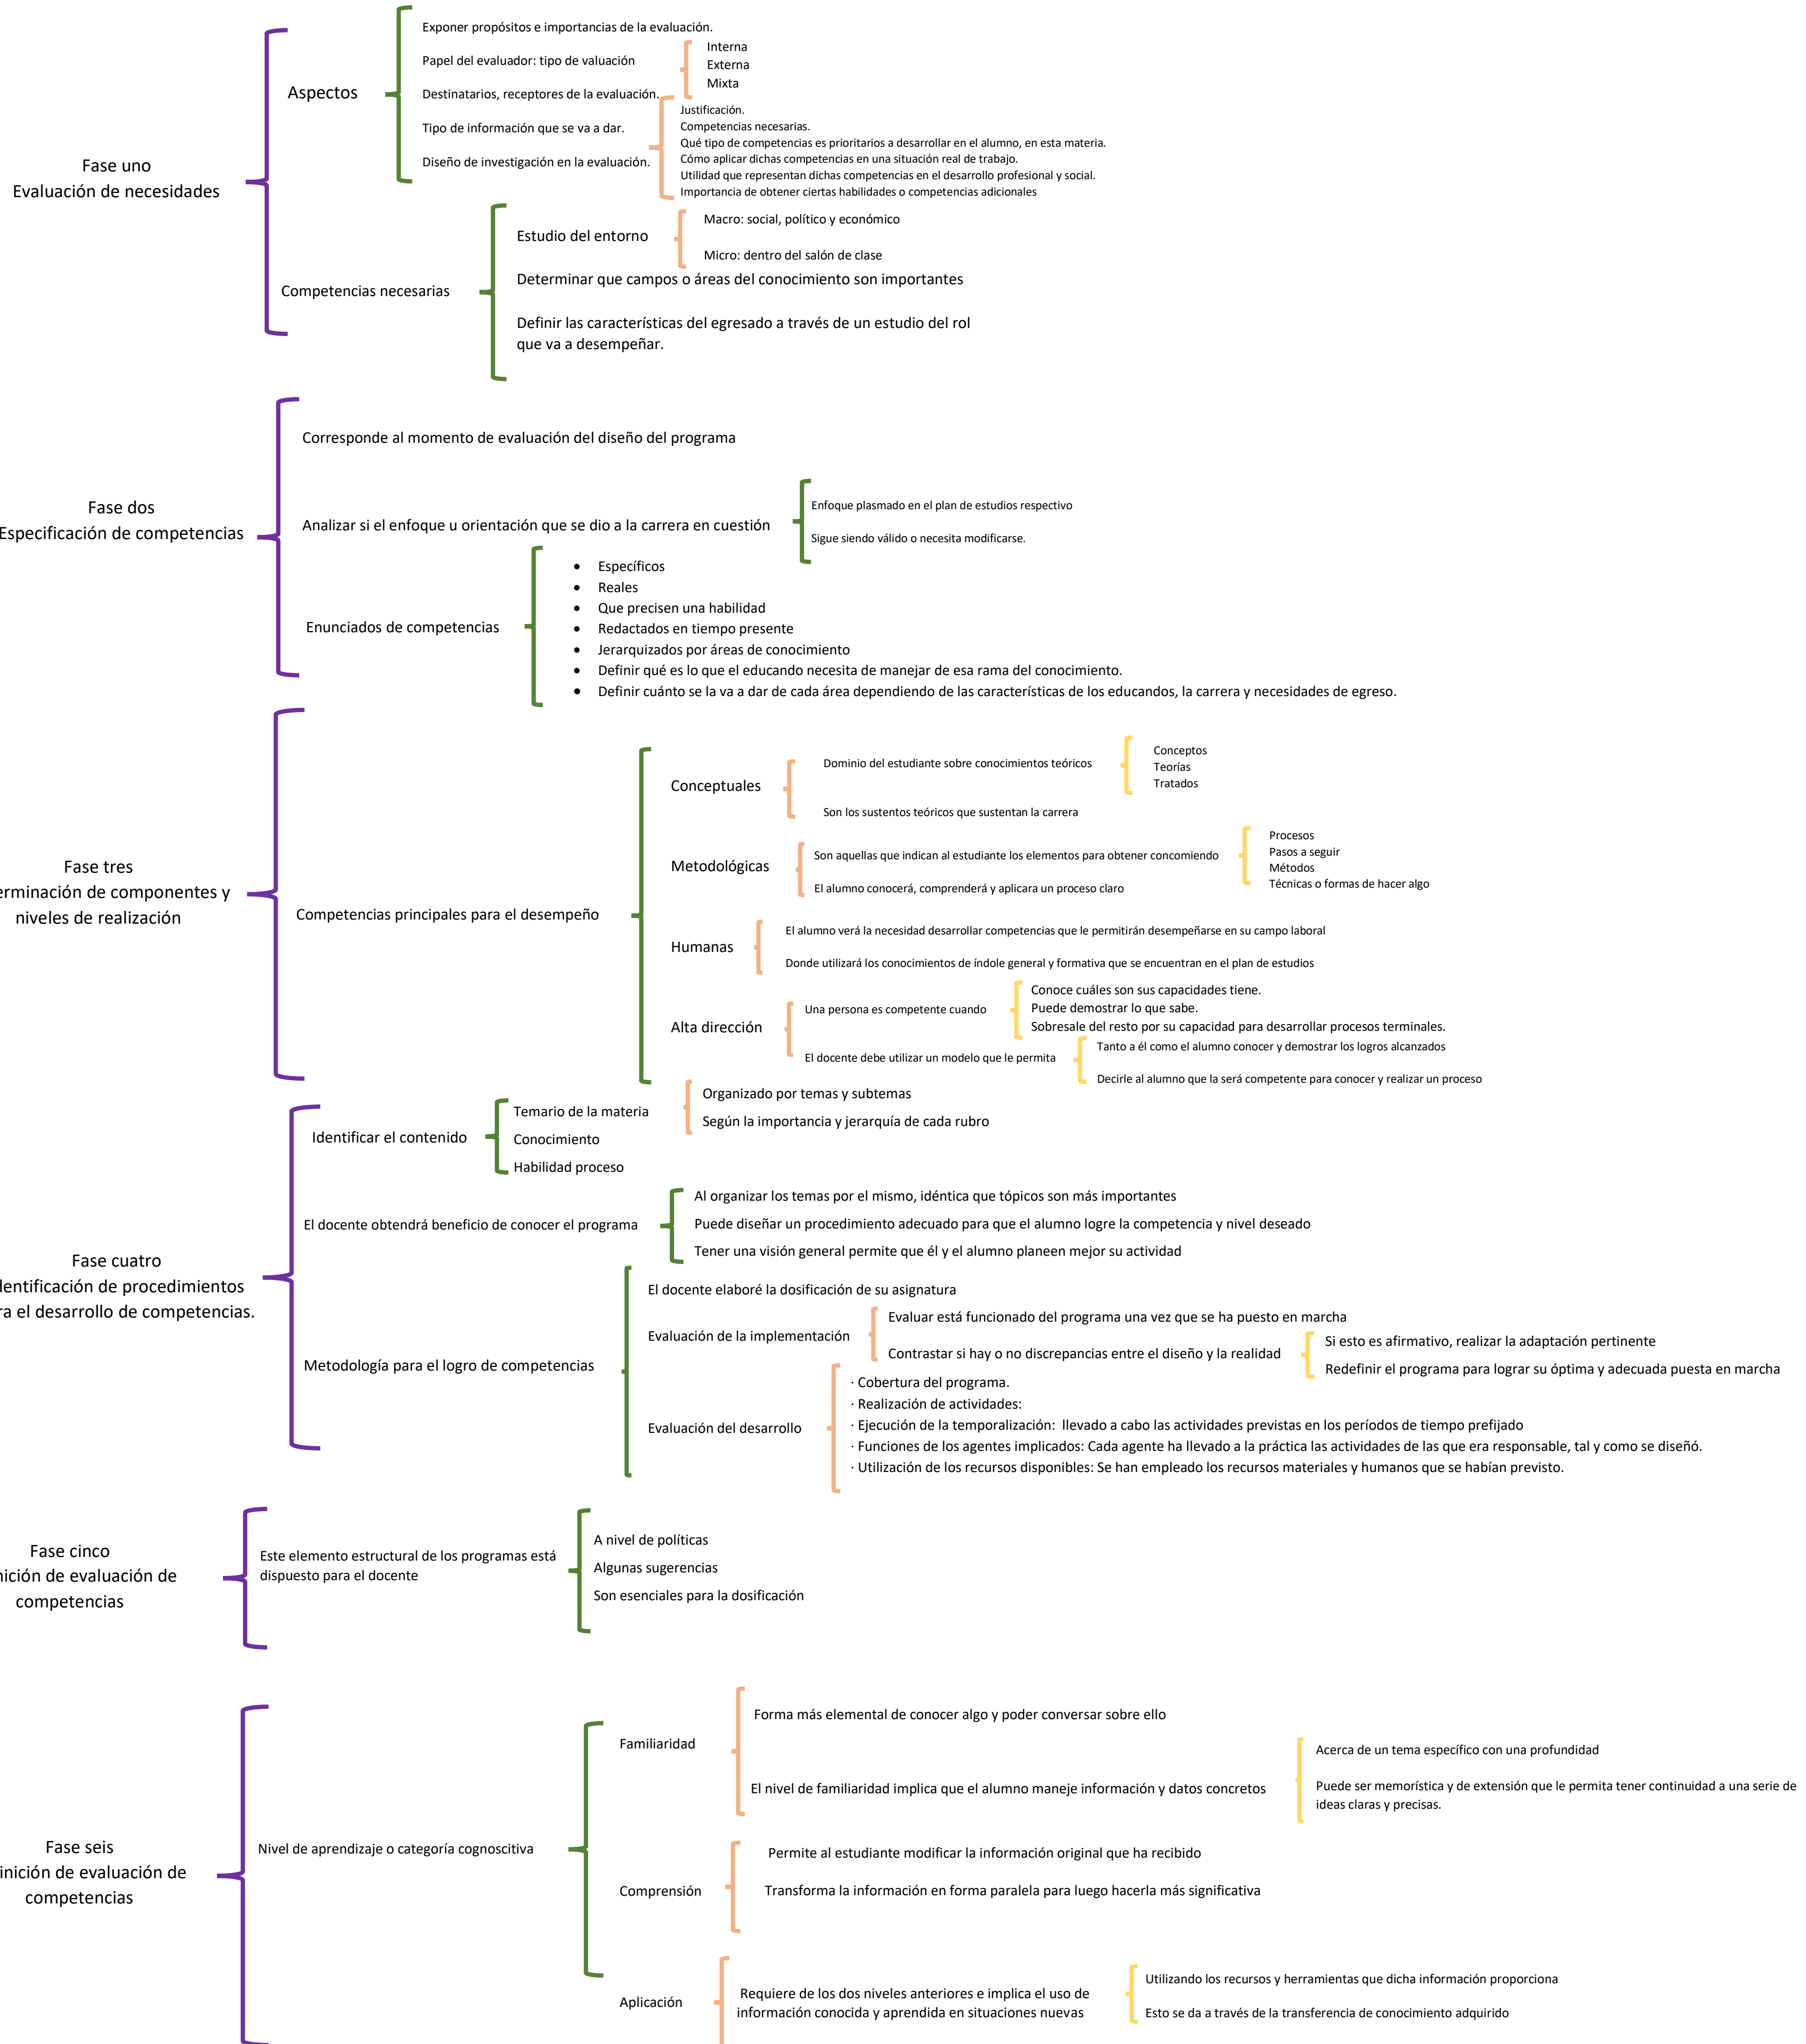 Fase uno
Evaluación de necesidades
Aspectos
Exponer propósitos e importancias de la evaluación.
Papel del evaluador: tipo de valuación
Interna
Externa
Mixta
Destinatarios, receptores de la evaluación.
Tipo de información que se va a dar.
Diseño de investigación en la evaluación.
Justificación.
Competencias necesarias.
Qué tipo de competencias es prioritarios a desarrollar en el alumno, en esta materia.
Cómo aplicar dichas competencias en una situación real de trabajo.
Utilidad que representan dichas competencias en el desarrollo profesional y social.
Importancia de obtener ciertas habilidades o competencias adicionales
Competencias necesarias
Estudio del entorno
Macro: social, político y económico
Micro: dentro del salón de clase
Determinar que campos o áreas del conocimiento son importantes
Definir las características del egresado a través de un estudio del rol
que va a desempeñar.
Fase dos
Especificación de competencias
Corresponde al momento de evaluación del diseño del programa
Analizar si el enfoque u orientación que se dio a la carrera en cuestión
Enfoque plasmado en el plan de estudios respectivo
Sigue siendo válido o necesita modificarse.
Enunciados de competencias
• Específicos
• Reales
• Que precisen una habilidad
• Redactados en tiempo presente
• Jerarquizados por áreas de conocimiento
• Definir qué es lo que el educando necesita de manejar de esa rama del conocimiento.
• Definir cuánto se la va a dar de cada área dependiendo de las características de los educandos, la carrera y necesidades de egreso.
Fase tres
erminación de componentes y
niveles de realización
Competencias principales para el desempeño
Conceptuales
Dominio del estudiante sobre conocimientos teóricos
Conceptos
Teorías
Tratados
Son los sustentos teóricos que sustentan la carrera
Metodológicas
Son aquellas que indican al estudiante los elementos para obtener concomiendo
Procesos
Pasos a seguir
Métodos
Técnicas o formas de hacer algo
El alumno conocerá, comprenderá y aplicara un proceso claro
Humanas
El alumno verá la necesidad desarrollar competencias que le permitirán desempeñarse en su campo laboral
Donde utilizará los conocimientos de índole general y formativa que se encuentran en el plan de estudios
Alta dirección
Una persona es competente cuando
Conoce cuáles son sus capacidades tiene.
Puede demostrar lo que sabe.
Sobresale del resto por su capacidad para desarrollar procesos terminales.
El docente debe utilizar un modelo que le permita
Tanto a él como el alumno conocer y demostrar los logros alcanzados
Decirle al alumno que la será competente para conocer y realizar un proceso
Fase cuatro
dentificación de procedimientos
ra el desarrollo de competencias.
Identificar el contenido
Temario de la materia
Conocimiento
Habilidad proceso
Organizado por temas y subtemas
Según la importancia y jerarquía de cada rubro
El docente obtendrá beneficio de conocer el programa
Al organizar los temas por el mismo, idéntica que tópicos son más importantes
Puede diseñar un procedimiento adecuado para que el alumno logre la competencia y nivel deseado
Tener una visión general permite que él y el alumno planeen mejor su actividad
Metodología para el logro de competencias
El docente elaboré la dosificación de su asignatura
Evaluación de la implementación
Evaluar está funcionado del programa una vez que se ha puesto en marcha
Contrastar si hay o no discrepancias entre el diseño y la realidad
Si esto es afirmativo, realizar la adaptación pertinente
Redefinir el programa para lograr su óptima y adecuada puesta en marcha
Evaluación del desarrollo
· Cobertura del programa.
· Realización de actividades:
· Ejecución de la temporalización: llevado a cabo las actividades previstas en los períodos de tiempo prefijado
· Funciones de los agentes implicados: Cada agente ha llevado a la práctica las actividades de las que era responsable, tal y como se diseñó.
· Utilización de los recursos disponibles: Se han empleado los recursos materiales y humanos que se habían previsto.
Fase cinco
nición de evaluación de
competencias
Este elemento estructural de los programas está
dispuesto para el docente
A nivel de políticas
Algunas sugerencias
Son esenciales para la dosificación
Fase seis
inición de evaluación de
competencias
Nivel de aprendizaje o categoría cognoscitiva
Familiaridad
Forma más elemental de conocer algo y poder conversar sobre ello
El nivel de familiaridad implica que el alumno maneje información y datos concretos
Acerca de un tema específico con una profundidad
Puede ser memorística y de extensión que le permita tener continuidad a una serie de
ideas claras y precisas.
Comprensión
Permite al estudiante modificar la información original que ha recibido
Transforma la información en forma paralela para luego hacerla más significativa
Aplicación
Requiere de los dos niveles anteriores e implica el uso de
información conocida y aprendida en situaciones nuevas
Utilizando los recursos y herramientas que dicha información proporciona
Esto se da a través de la transferencia de conocimiento adquirido